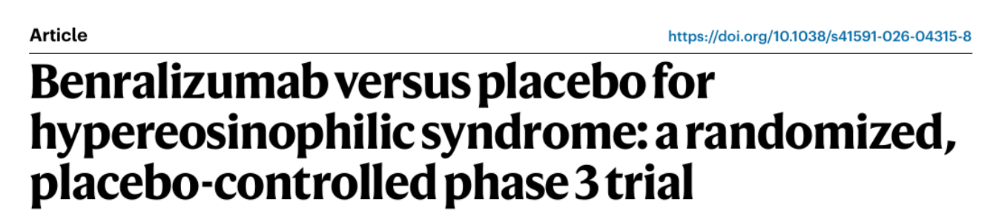 Article
https://doi.org/10.1038/s41591-026-04315-8
Benralizumab versus placebo for
hypereosinophilic syndrome: a randomized,
placebo-controlled phase 3 trial